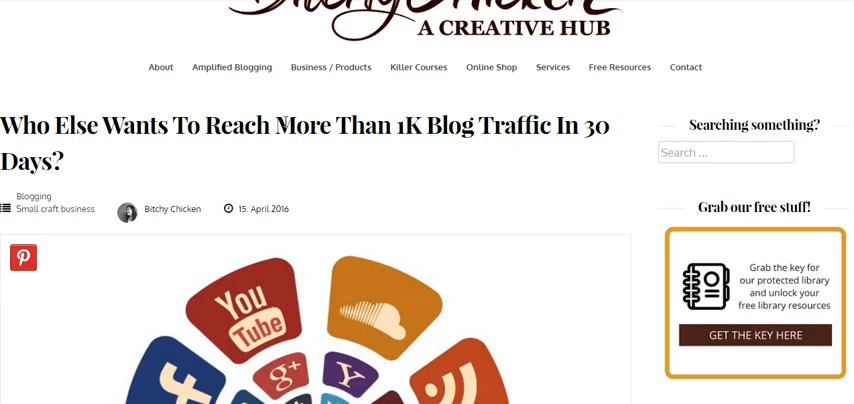 Bitchy Chicken
A CREATIVE HUB
About Amplified Blogging Business / Products Killer Courses Online Shop Services Free Resources Contact
Who Else Wants To Reach More Than 1K Blog Traffic In 30
Days?
Blogging
Small craft business
Bitchy Chicken
15. April 2016
You
Tube
g+
Y
f
Searching something?
Search ...
Grab our free stuff!
Grab the key for
our protected library
and unlock your
free library resources
GET THE KEY HERE